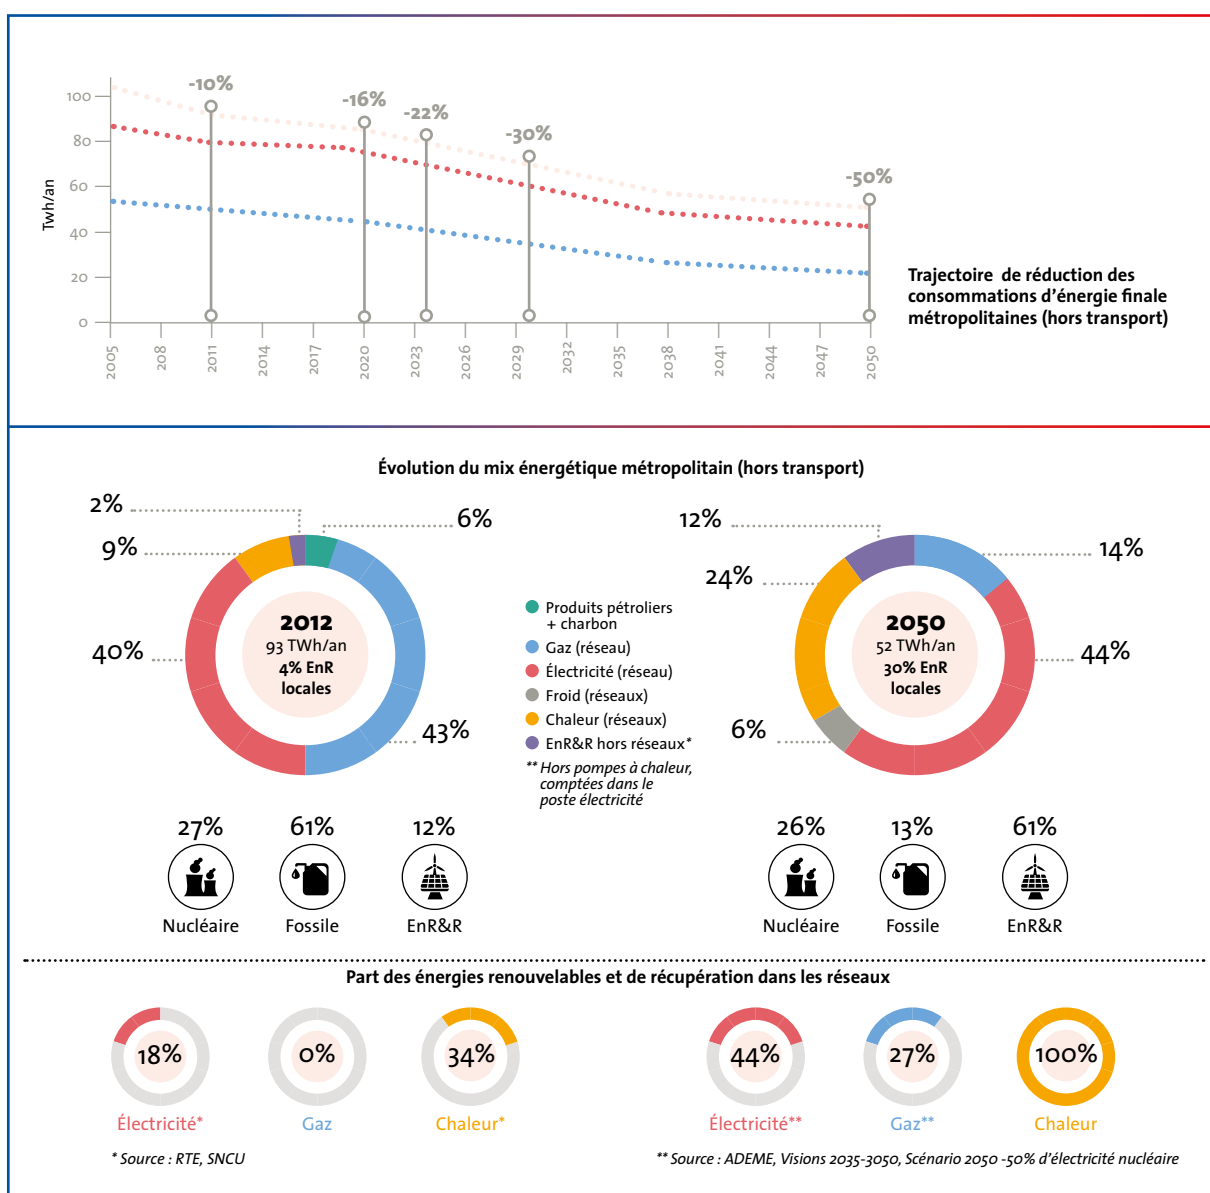 -10%
-16%
-22%
-30%
-50%
Twh/an
100
80
60
40
20
0
2005
208
2011
2014
2017
2020
2023
2026
2029
2032
2035
2038
2041
2044
2047
2050
Trajectoire de réduction des
consommations d'énergie finale
métropolitaines (hors transport)
Évolution du mix énergétique métropolitain (hors transport)
2%
6%
9%
40%
43%
2012
93 TWh/an
4% EnR
locales
Produits pétroliers
+ charbon
Gaz (réseau)
Électricité (réseau)
Froid (réseaux)
Chaleur (réseaux)
EnR&R hors réseaux*
** Hors pompes à chaleur,
comptées dans le
poste électricité
12%
14%
24%
44%
6%
2050
52 TWh/an
30% EnR
locales
27%
61%
12%
Nucléaire
Fossile
EnR&R
26%
13%
61%
Nucléaire
Fossile
EnR&R
Part des énergies renouvelables et de récupération dans les réseaux
18%
0%
34%
44%
27%
100%
Électricité*
Gaz
Chaleur*
Électricité**
Gaz**
Chaleur
* Source : RTE, SNCU
** Source : ADEME, Visions 2035-3050, Scénario 2050 -50% d'électricité nucléaire